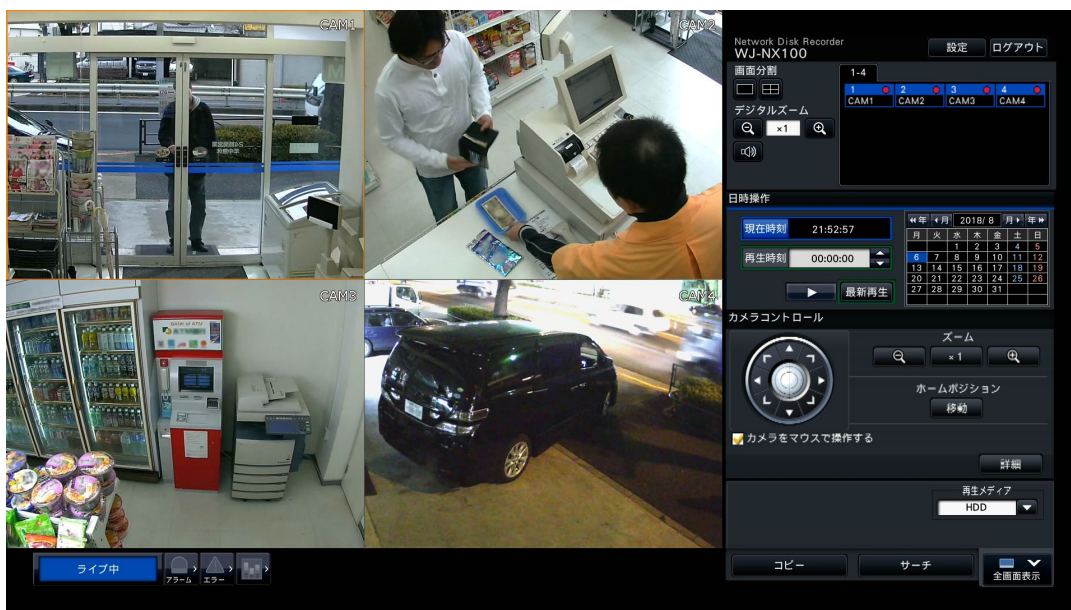 CAM1
CAM2
CAM3
BANK of ATM
CAM4
Network Disk Recorder
WJ-NX100
設定
ログアウト
画面分割
1-4
1 2 3 4
CAM1 CAM2 CAM3 CAM4
デジタルズーム
×1
日時操作
現在時刻 21:52:57
再生時刻 00:00:00
最新再生
年 月 2018/ 8 月 年
月 火 水 木 金 土 日
1 2 3 4 5
6 7 8 9 10 11 12
13 14 15 16 17 18 19
20 21 22 23 24 25 26
27 28 29 30 31
カメラコントロール
ズーム
×1
ホームポジション
移動
カメラをマウスで操作する
詳細
再生メディア
HDD
コピー
サーチ
全画面表示
ライブ中
アラーム
エラー